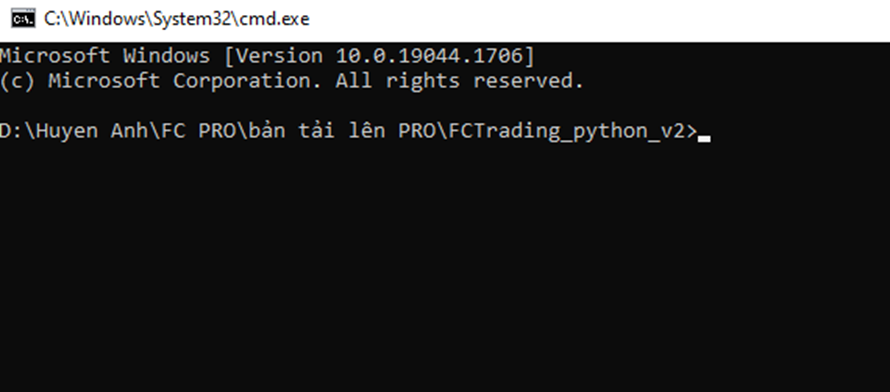 C:\Windows\System32\cmd.exe
Microsoft Windows [Version 10.0.19044.1706]
(c) Microsoft Corporation. All rights reserved.
D:\Huyen Anh\FC PRO\bản tải lên PRO\FCTrading_python_v2>